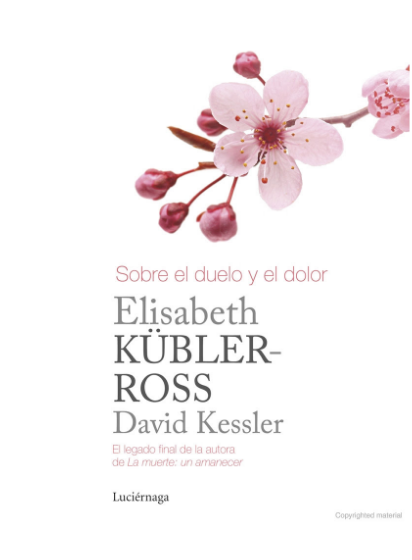 Sobre el duelo y el dolor
Elisabeth
KÜBLER-
ROSS
David Kessler
El legado final de la autora
de La muerte: un amanecer
Luciérnaga
Copyrighted material